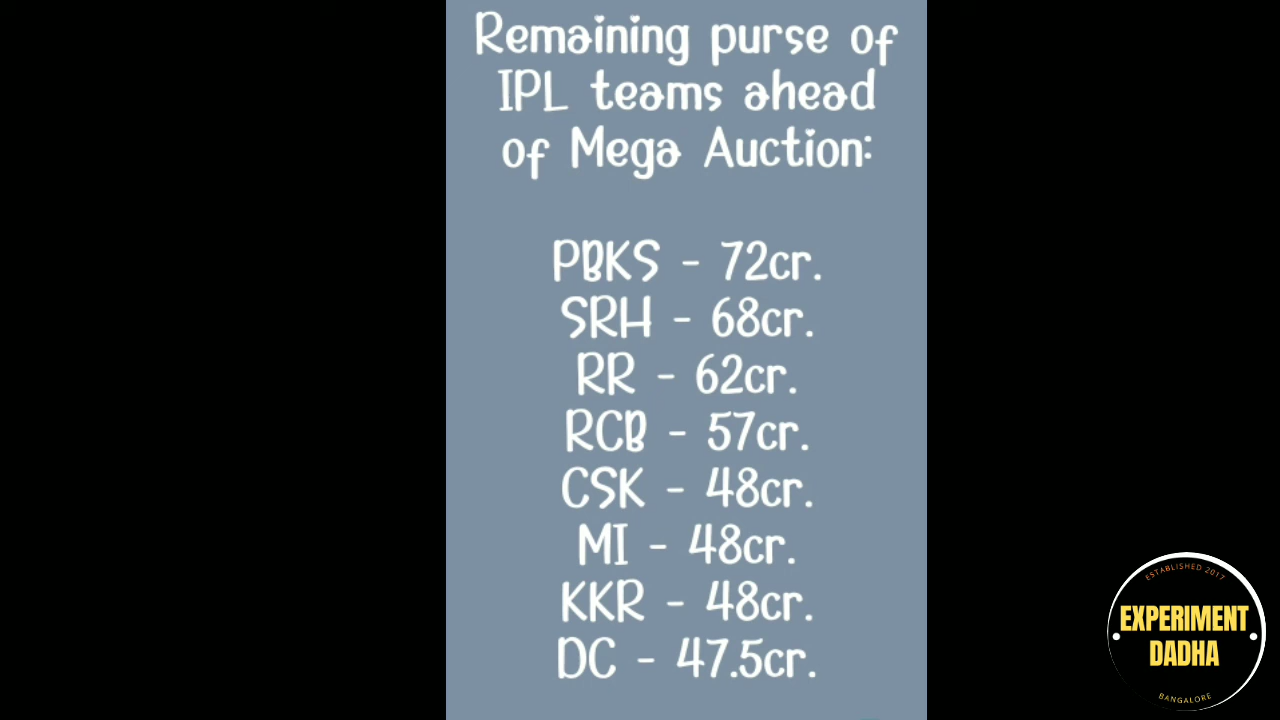 Remaining purse of
IPL teams ahead
of Mega Auction:
PBKS - 72cr.
SRH - 68cr.
RR - 62cr.
RCB - 57cr.
CSK - 48cr.
MI - 48cr.
KKR - 48cr.
DC - 47.5cr.
ESTABLISHED 2017
EXPERIMENT
DADHA
BANGALORE